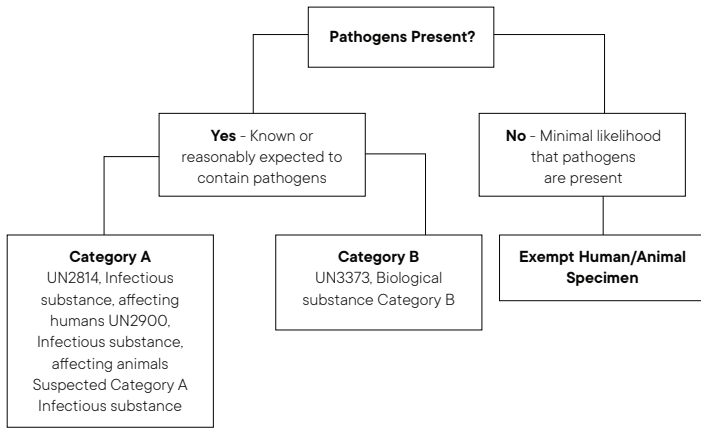 Pathogens Present?
Yes - Known or
reasonably expected to
contain pathogens
No - Minimal likelihood
that pathogens
are present
Category A
UN2814, Infectious
substance, affecting
humans UN2900,
Infectious substance,
affecting animals
Suspected Category A
Infectious substance
Category B
UN3373, Biological
substance Category B
Exempt Human/Animal
Specimen